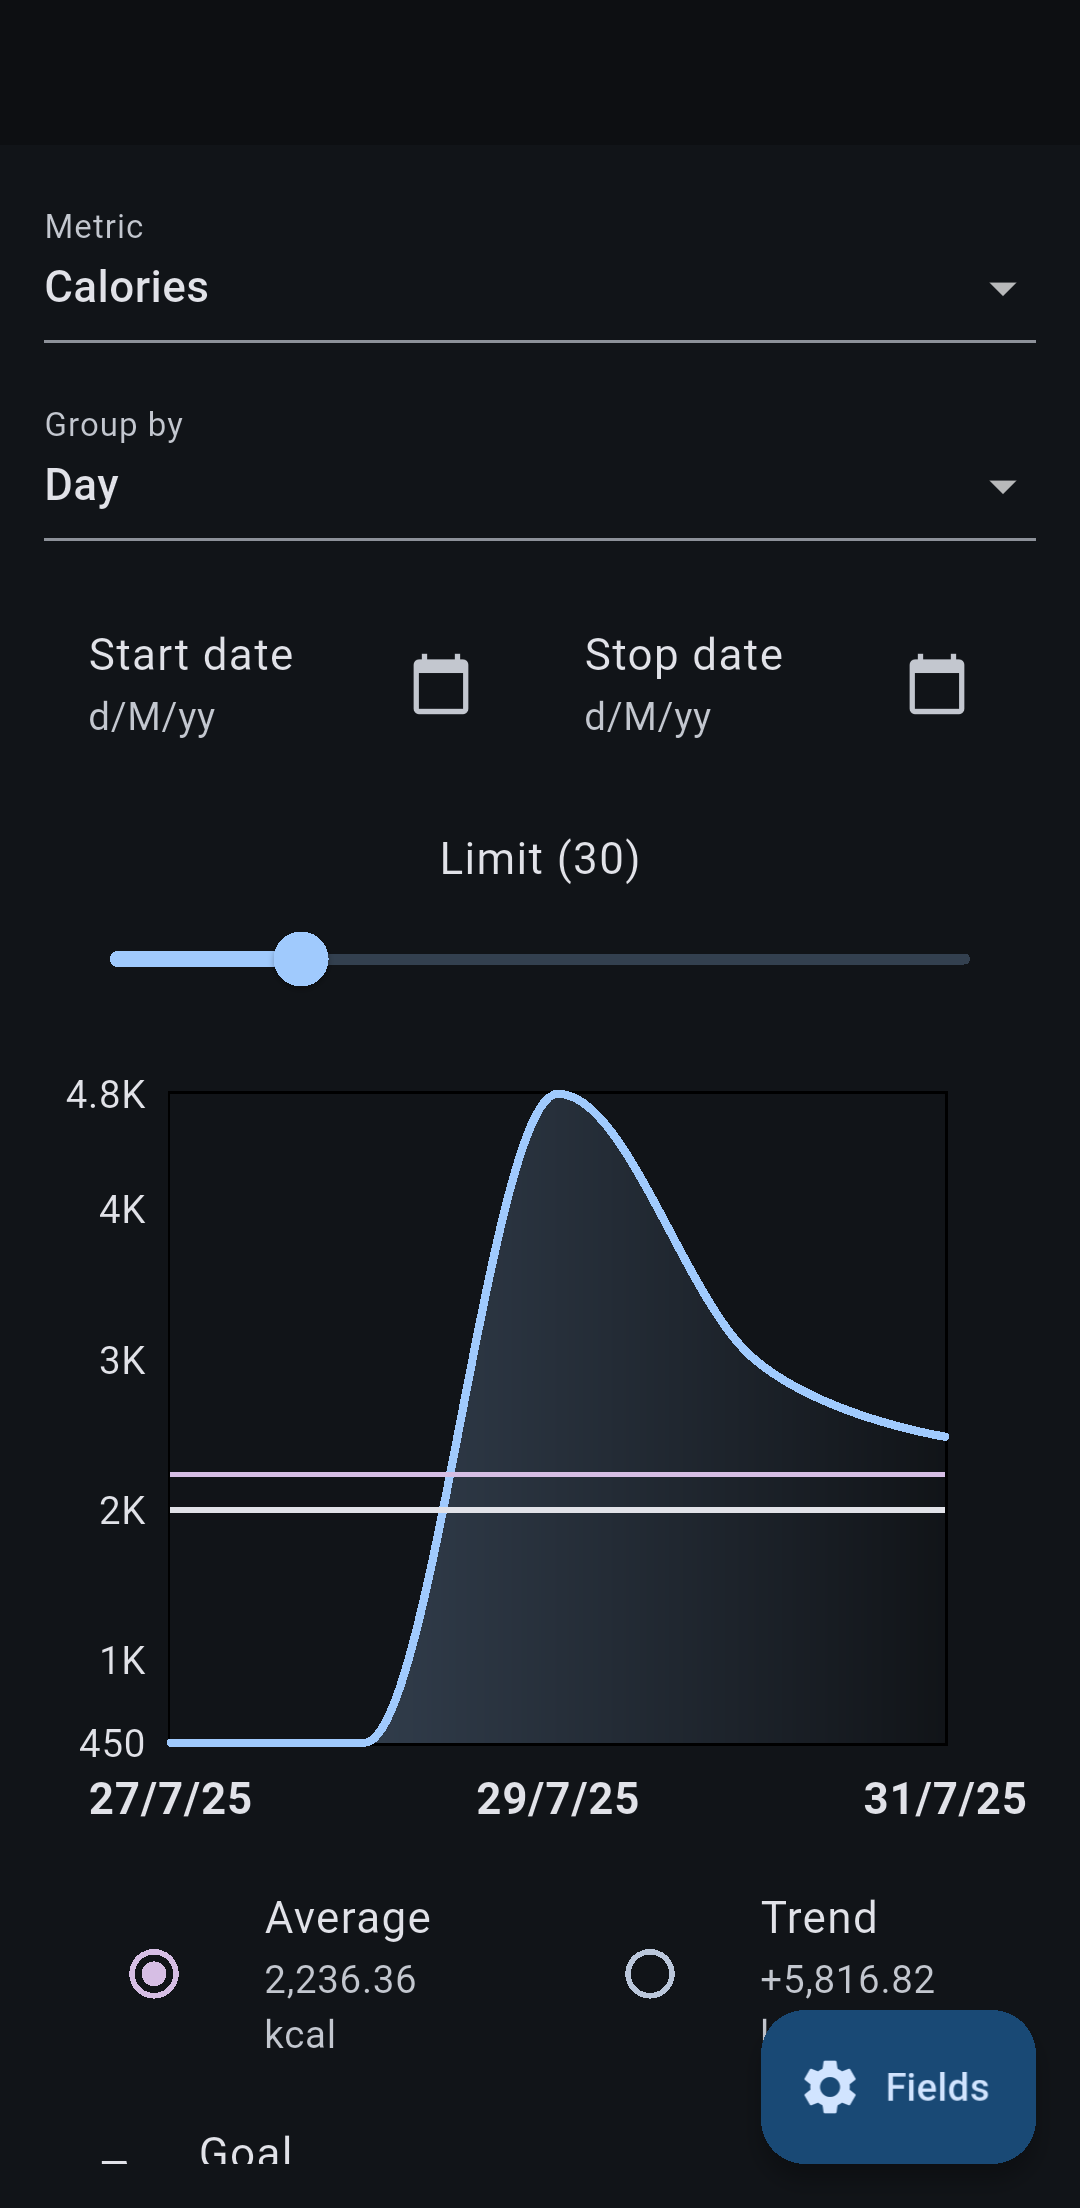 Metric
Calories
Group by
Day
Start date
d/M/yy
Stop date
d/M/yy
Limit (30)
4.8K
4K
3K
2K
1K
450
27/7/25 29/7/25 31/7/25
Average
2,236.36
kcal
Trend
+5,816.82
Fields
Goal